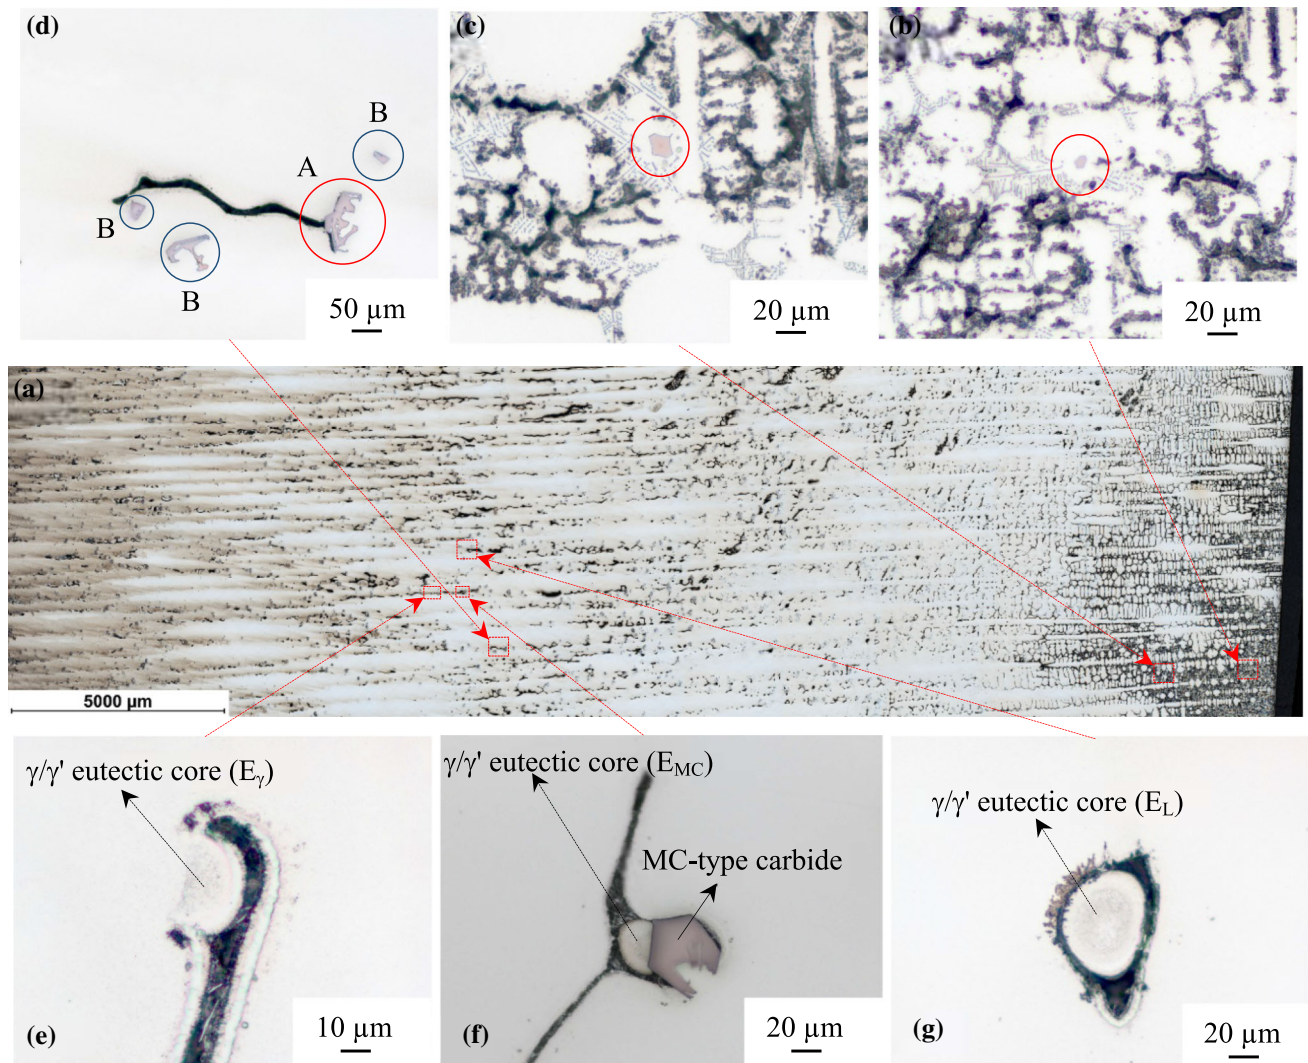 (d)
B
A
B
B
50 µm
(c)
20 µm
(b)
20 µm
(a)
5000 µm
γ/γ' eutectic core (Eγ)
(e)
10 µm
γ/γ' eutectic core (EMC)
MC-type carbide
(f)
20 µm
γ/γ' eutectic core (EL)
(g)
20 µm